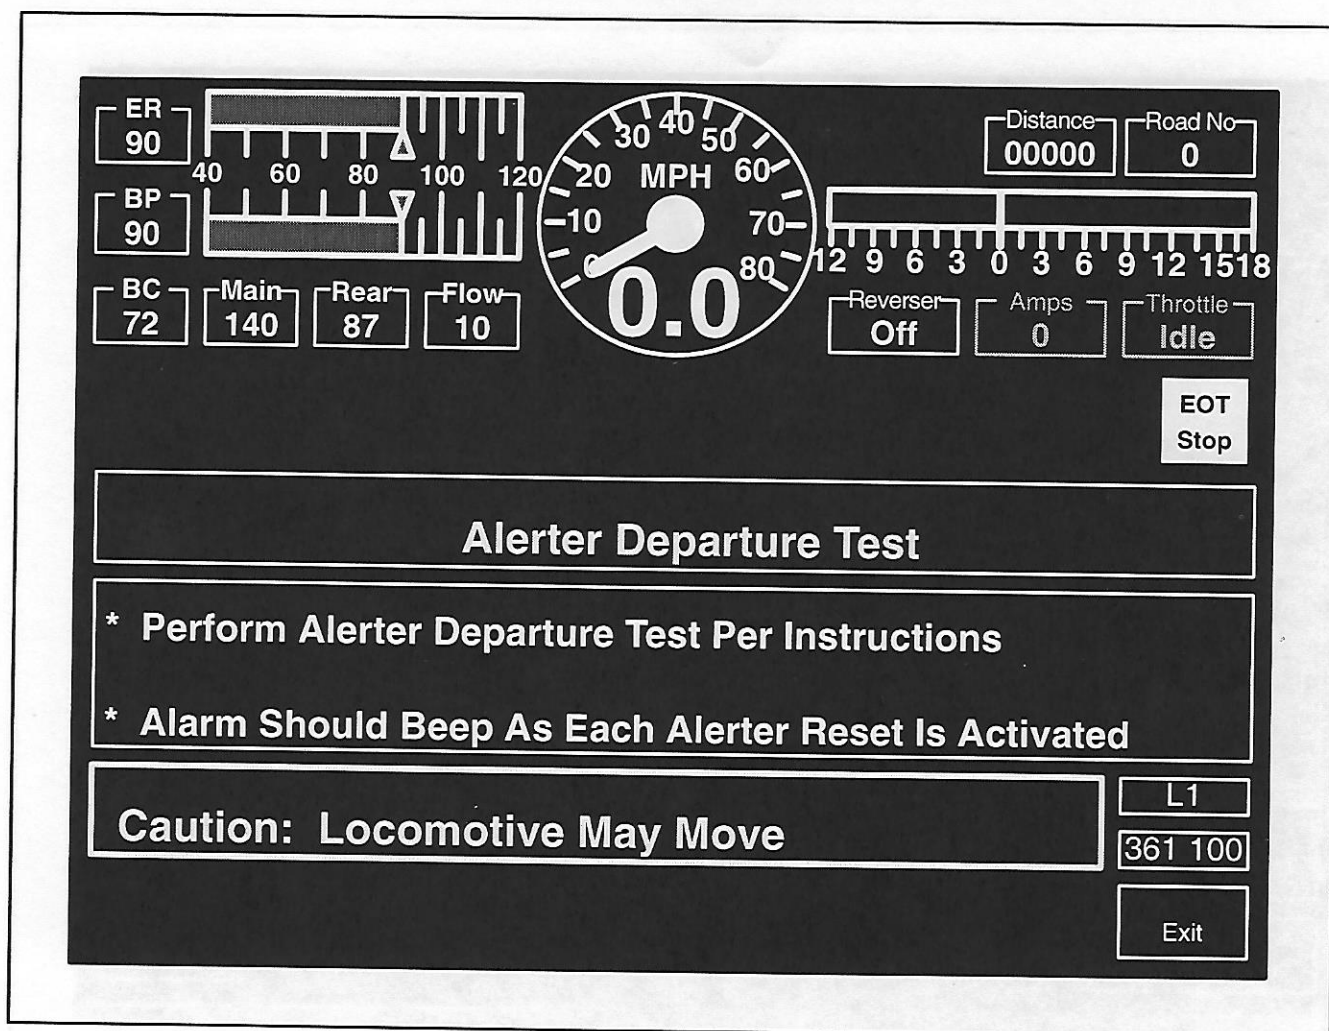 ER
90
40 60 80 100 120
BP
90
BC
72
Main
140
Rear
87
Flow
10
0 10 20 30 40 50 60 70 80
MPH
0.0
Distance
00000
Road No
0
12 9 6 3 0 3 6 9 12 15 18
Reverser
Off
Amps
0
Throttle
Idle
EOT
Stop
Alerter Departure Test
* Perform Alerter Departure Test Per Instructions
* Alarm Should Beep As Each Alerter Reset Is Activated
Caution: Locomotive May Move
L1
361 100
Exit